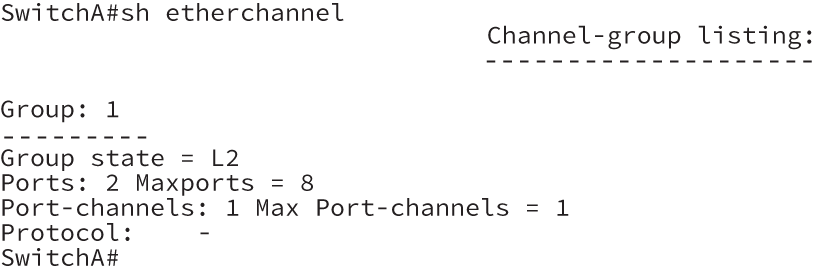 SwitchA#sh etherchannel
Channel-group listing:
---------------------
Group: 1
---------
Group state = L2
Ports: 2 Maxports = 8
Port-channels: 1 Max Port-channels = 1
Protocol: -
SwitchA#